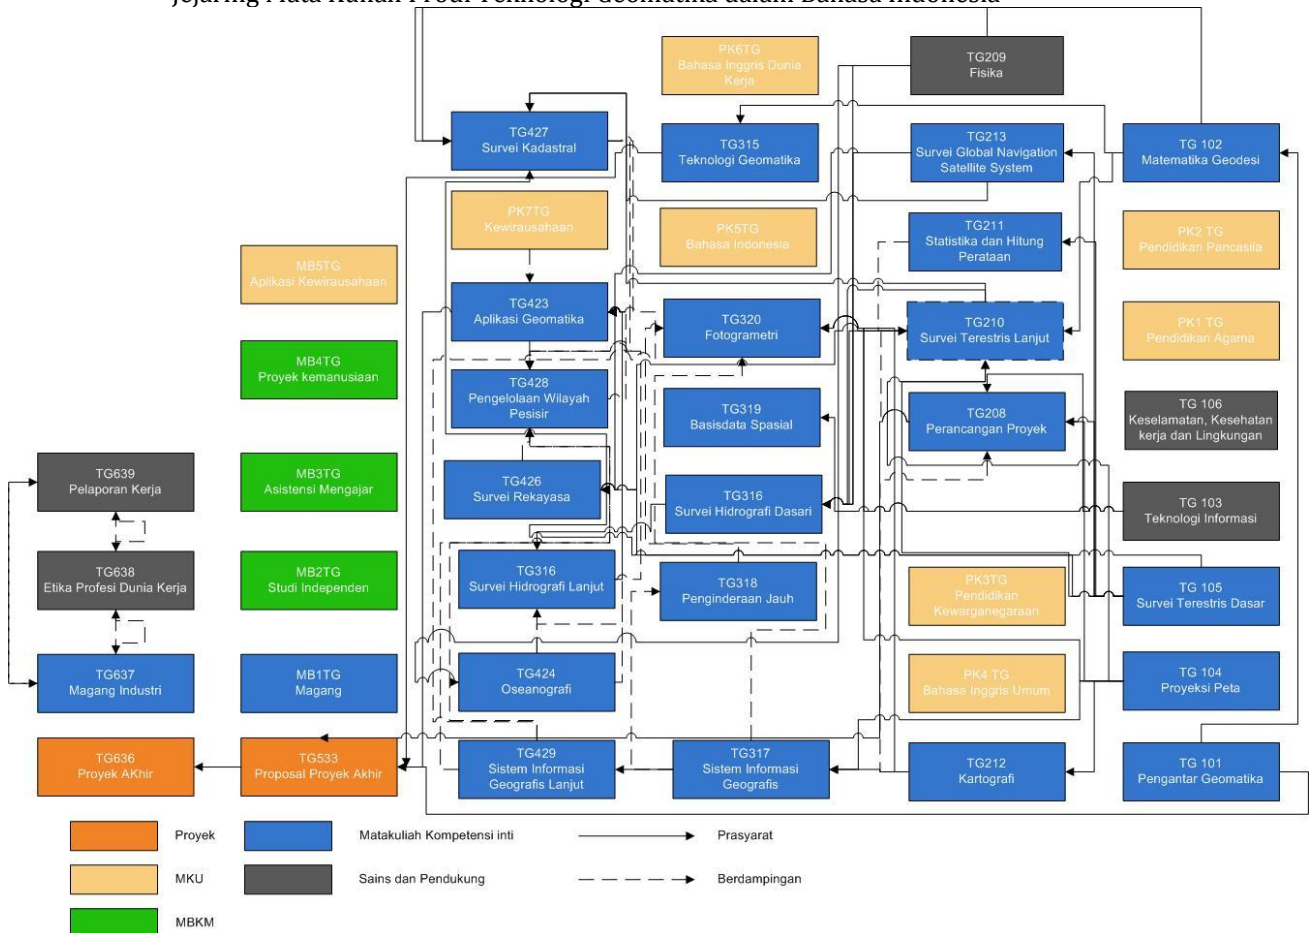 Jejaring Mata Kuliah Prodi Teknologi Geomatika dalam Bahasa Indonesia
PK6TG
Bahasa Inggris Dunia
Kerja
TG209
Fisika
TG427
Survei Kadastral
TG315
Teknologi Geomatika
TG213
Survei Global Navigation
Satellite System
TG 102
Matematika Geodesi
PK7TG
Kewirausahaan
PK5TG
Bahasa Indonesia
TG211
Statistika dan Hitung
Perataan
PK2 TG
Pendidikan Pancasila
MB5TG
Aplikasi Kewirausahaan
TG423
Aplikasi Geomatika
TG320
Fotogrametri
TG210
Survei Terestris Lanjut
PK1 TG
Pendidikan Agama
MB4TG
Proyek kemanusiaan
TG428
Pengelolaan Wilayah
Pesisir
TG319
Basisdata Spasial
TG208
Perancangan Proyek
TG 106
Keselamatan, Kesehatan
kerja dan Lingkungan
TG639
Pelaporan Kerja
MB3TG
Asistensi Mengajar
TG426
Survei Rekayasa
TG316
Survei Hidrografi Dasari
TG 103
Teknologi Informasi
TG638
Etika Profesi Dunia Kerja
MB2TG
Studi Independen
TG316
Survei Hidrografi Lanjut
TG318
Penginderaan Jauh
PK3TG
Pendidikan
Kewarganegaraan
TG 105
Survei Terestris Dasar
TG637
Magang Industri
MB1TG
Magang
TG424
Oseanografi
PK4 TG
Bahasa Inggris Umum
TG 104
Proyeksi Peta
TG636
Proyek AKhir
TG533
Proposal Proyek Akhir
TG429
Sistem Informasi
Geografis Lanjut
TG317
Sistem Informasi
Geografis
TG212
Kartografi
TG 101
Pengantar Geomatika
Proyek
Matakuliah Kompetensi inti
Prasyarat
MKU
Sains dan Pendukung
Berdampingan
MBKM